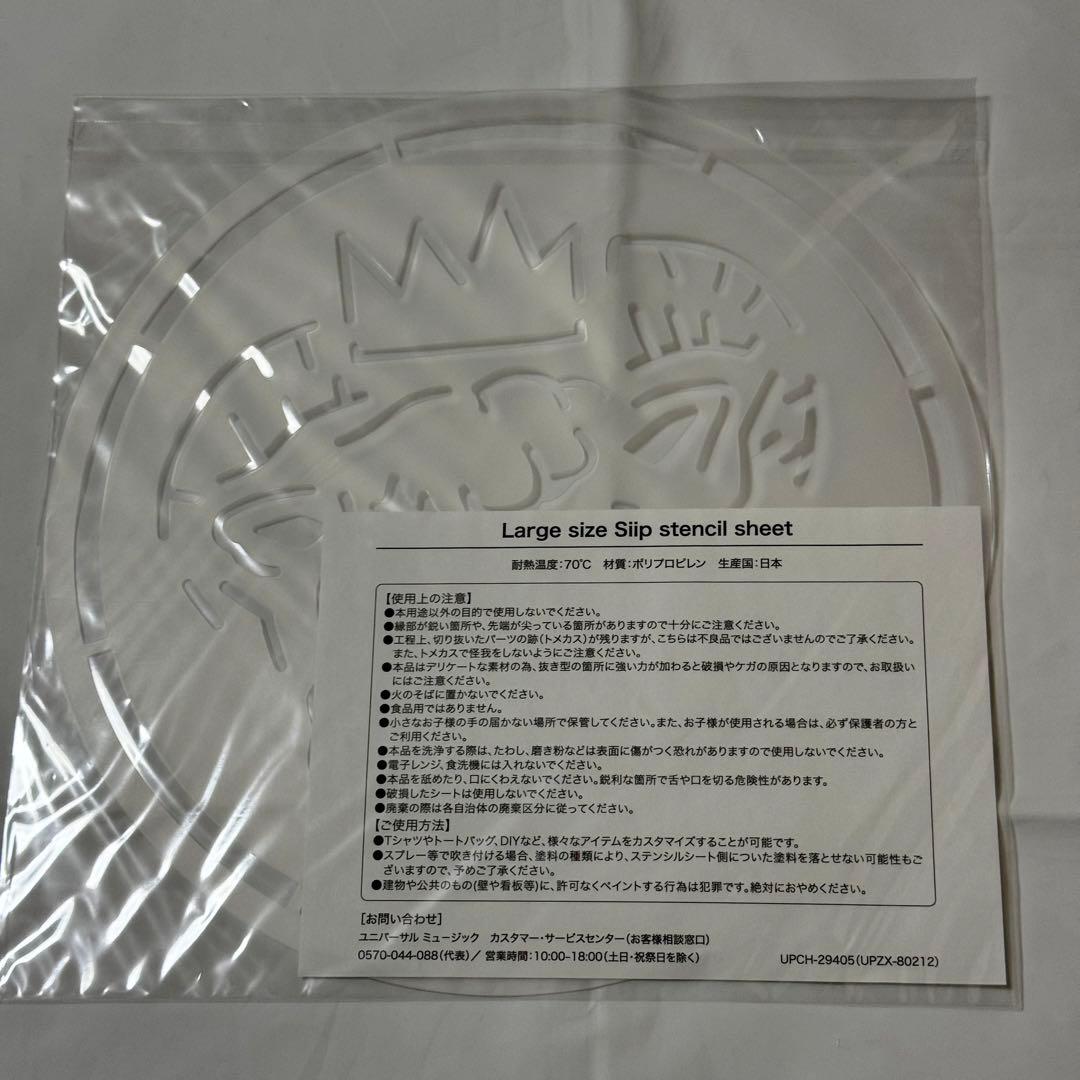 Large size Siip stencil sheet
耐熱温度:70℃　材質:ポリプロピレン　生産国:日本
【使用上の注意】
●本用途以外の目的で使用しないでください。
●縁部が鋭い箇所や、先端が尖っている箇所がありますので十分にご注意ください。
●工程上、切り抜いたパーツの跡(トメカス)が残りますが、こちらは不良品ではございませんのでご了承ください。
また、トメカスで怪我をしないようにご注意ください。
●本品はデリケートな素材の為、抜き型の箇所に強い力が加わると破損やケガの原因となりますので、お取扱い
にはご注意ください。
●火のそばに置かないでください。
●食品用ではありません。
●小さなお子様の手の届かない場所で保管してください。また、お子様が使用される場合は、必ず保護者の方と
ご利用ください。
●本品を洗浄する際は、たわし、磨き粉などは表面に傷がつく恐れがありますので使用しないでください。
●電子レンジ、食洗機には入れないでください。
●本品を舐めたり、口にくわえないでください。鋭利な箇所で舌や口を切る危険性があります。
●破損したシートは使用しないでください。
●廃棄の際は各自治体の廃棄区分に従ってください。
【ご使用方法】
●Tシャツやトートバッグ、DIYなど、様々なアイテムをカスタマイズすることが可能です。
●スプレー等で吹き付ける場合、塗料の種類により、ステンシルシート側についた塗料を落とせない可能性もご
ざいますので、予めご了承ください。
●建物や公共のもの(壁や看板等)に、許可なくペイントする行為は犯罪です。絶対におやめください。
[お問い合わせ]
ユニバーサル ミュージック　カスタマー・サービスセンター(お客様相談窓口)
0570-044-088(代表)／営業時間:10:00-18:00(土日・祝祭日を除く)
UPCH-29405(UPZX-80212)